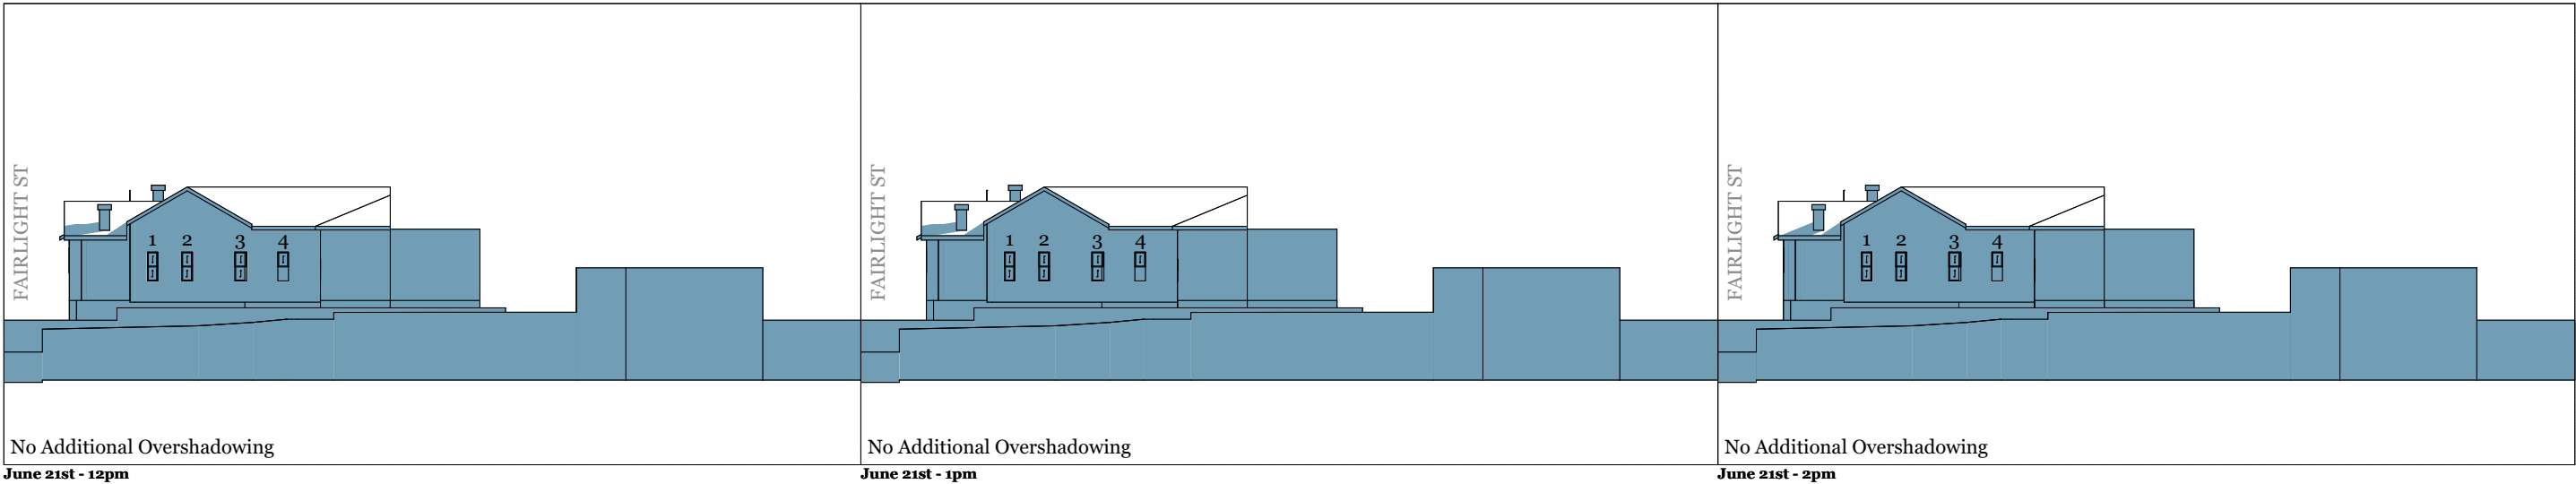 FAIRLIGHT ST
1 2 3 4
No Additional Overshadowing
June 21st - 12pm
FAIRLIGHT ST
1 2 3 4
No Additional Overshadowing
June 21st - 1pm
FAIRLIGHT ST
1 2 3 4
No Additional Overshadowing
June 21st - 2pm